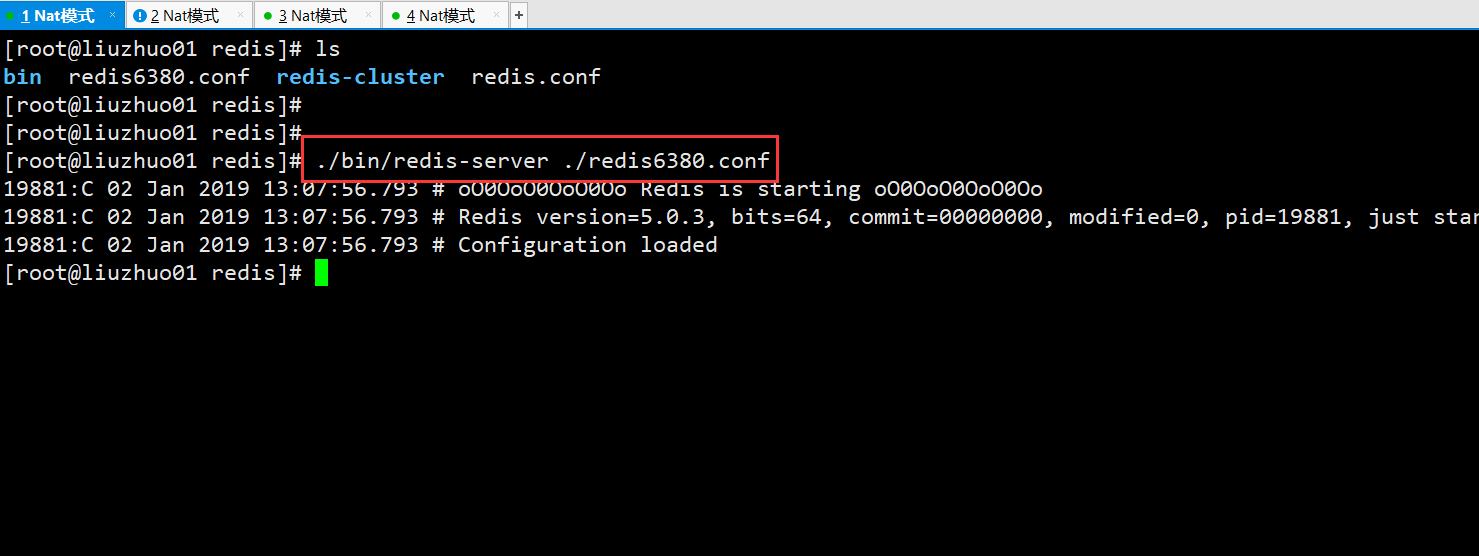 1 Nat模式 × 2 Nat模式 × 3 Nat模式 × 4 Nat模式 × +
[root@liuzhuo01 redis]# ls
bin  redis6380.conf  redis-cluster  redis.conf
[root@liuzhuo01 redis]#
[root@liuzhuo01 redis]#
[root@liuzhuo01 redis]# ./bin/redis-server ./redis6380.conf
19881:C 02 Jan 2019 13:07:56.793 # oO0OoO0OoO0Oo Redis is starting oO0OoO0OoO0Oo
19881:C 02 Jan 2019 13:07:56.793 # Redis version=5.0.3, bits=64, commit=00000000, modified=0, pid=19881, just star
19881:C 02 Jan 2019 13:07:56.793 # Configuration loaded
[root@liuzhuo01 redis]#